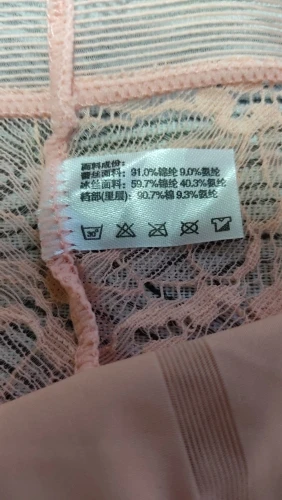 面料成份:
蕾丝面料: 91.0%锦纶 9.0%氨纶
冰丝面料: 59.7%锦纶 40.3%氨纶
裆部(里层): 90.7%棉 9.3%氨纶